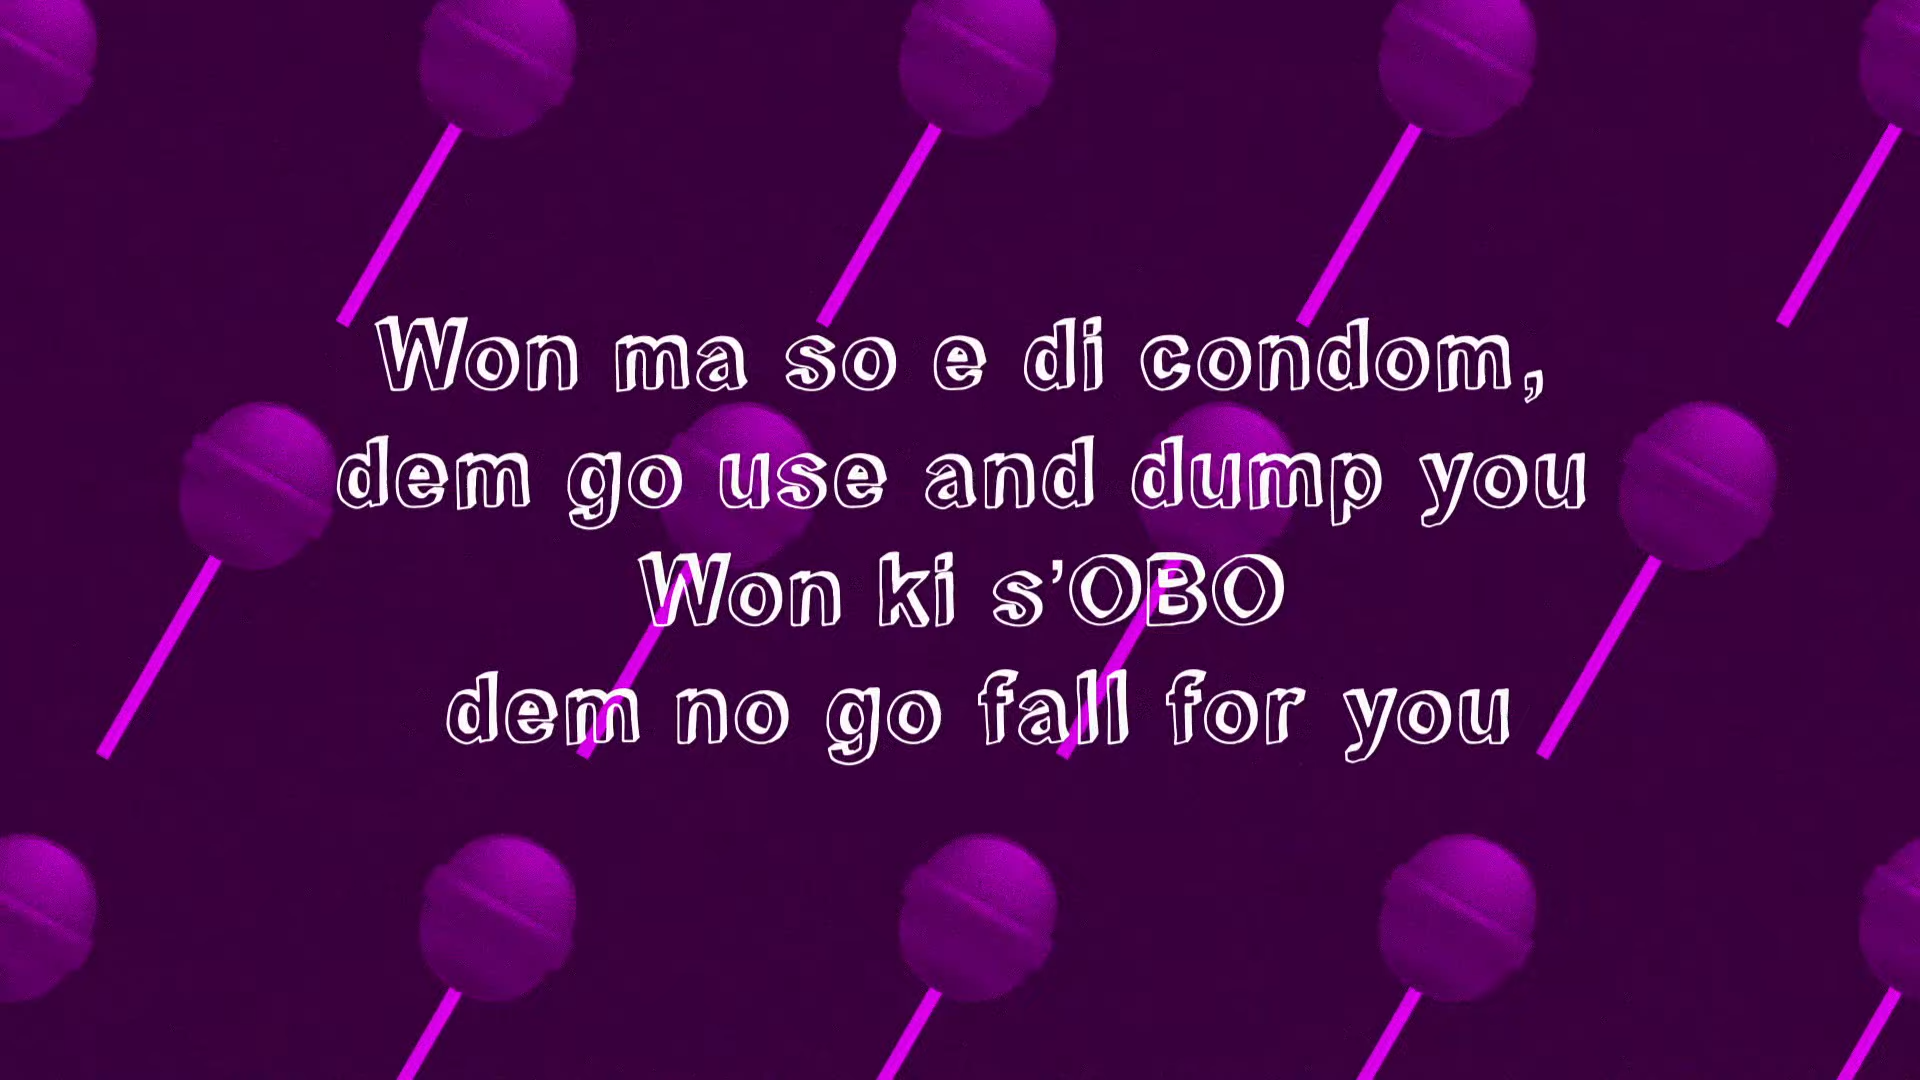 Won ma so e di condom,
dem go use and dump you
Won ki s'OBO
dem no go fall for you